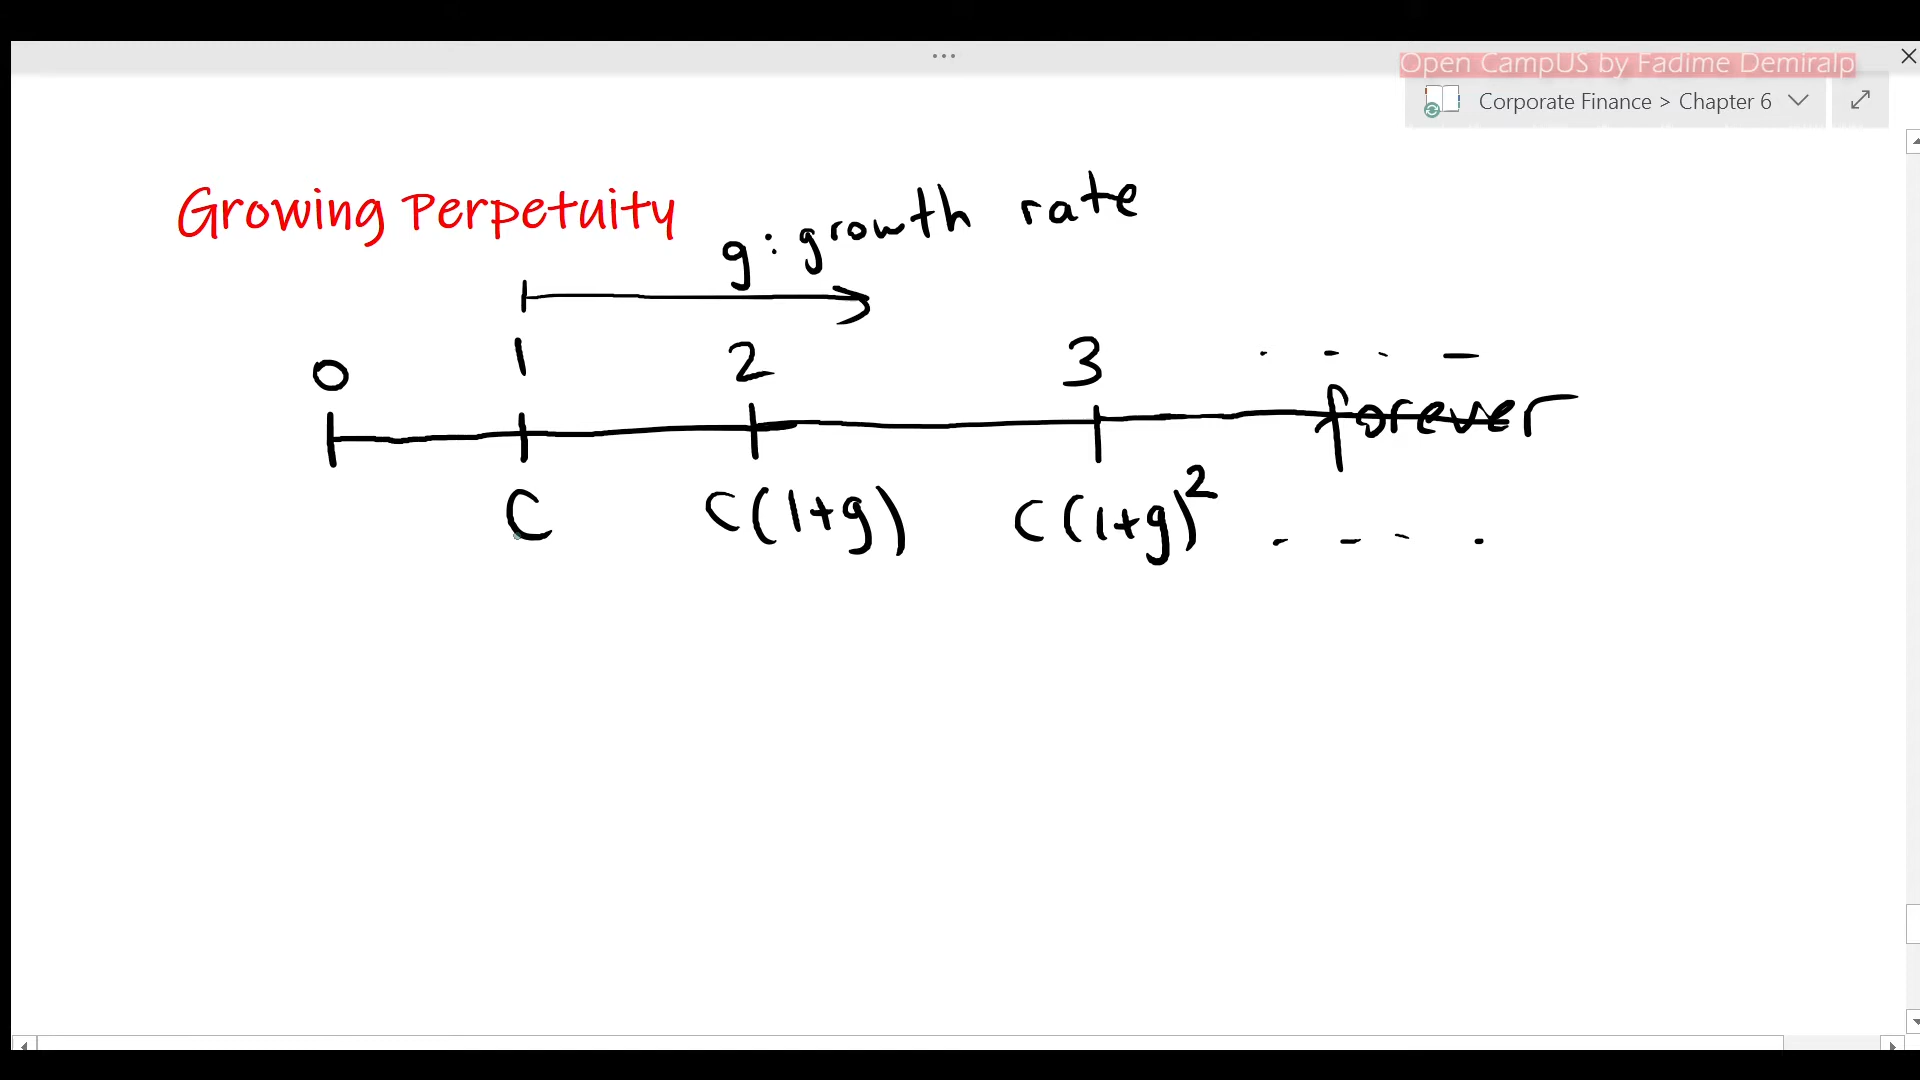 ...
Open CampUS by Fadime Demiralp
Corporate Finance > Chapter 6
Growing Perpetuity
g: growth rate
0 1 2 3 . - . -
forever
C C(1+g) C(1+g)² . - - .